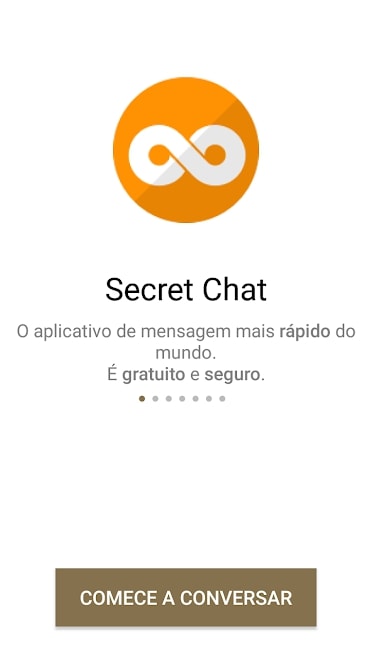 Secret Chat
O aplicativo de mensagem mais rápido do
mundo.
É gratuito e seguro.
COMECE A CONVERSAR